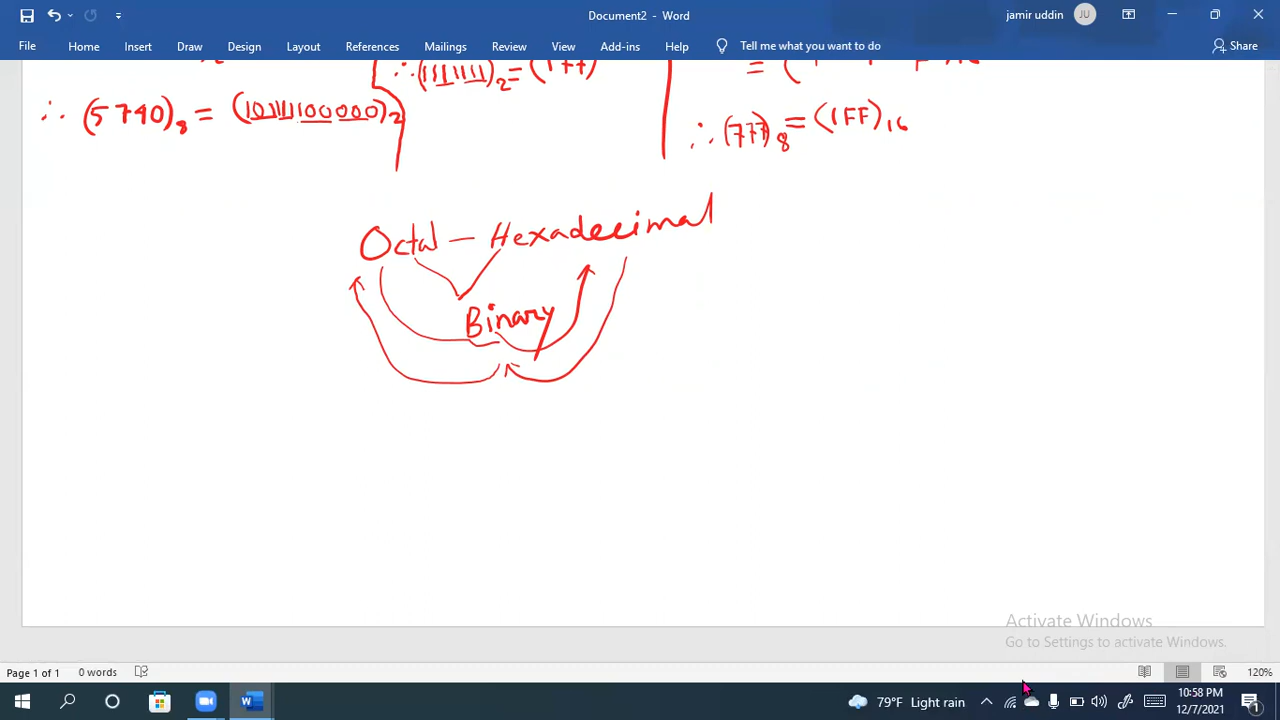 Document2 - Word
jamir uddin
JU
File Home Insert Draw Design Layout References Mailings Review View Add-ins Help Tell me what you want to do Share
∴ (5740)₈ = (101111100000)₂
∴ (777)₈ = (1FF)₁₆
Octal – Hexadecimal
Binary
Activate Windows
Go to Settings to activate Windows.
Page 1 of 1 0 words 120%
79°F Light rain
10:58 PM
12/7/2021
1